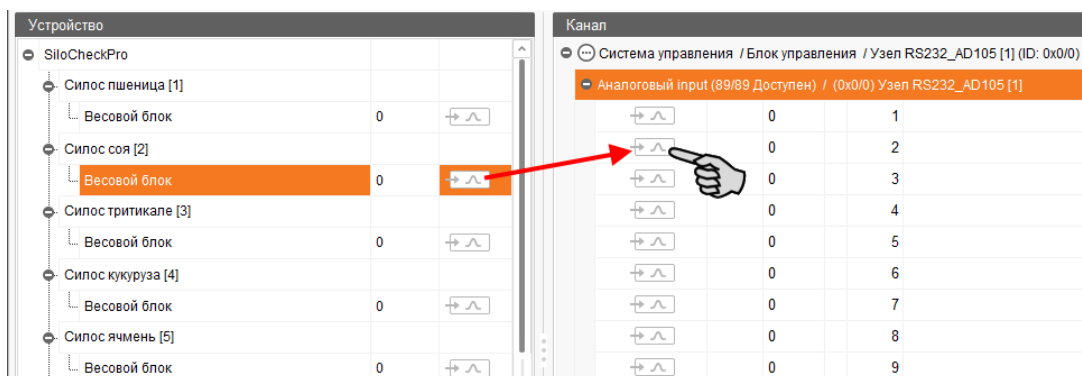 Устройство
SiloCheckPro
Силос пшеница [1]
Весовой блок 0
Силос соя [2]
Весовой блок 0
Силос тритикале [3]
Весовой блок 0
Силос кукуруза [4]
Весовой блок 0
Силос ячмень [5]
Весовой блок 0
Канал
Система управления / Блок управления / Узел RS232_AD105 [1] (ID: 0x0/0)
Аналоговый input (89/89 Доступен) / (0x0/0) Узел RS232_AD105 [1]
0 1
0 2
0 3
0 4
0 5
0 6
0 7
0 8
0 9